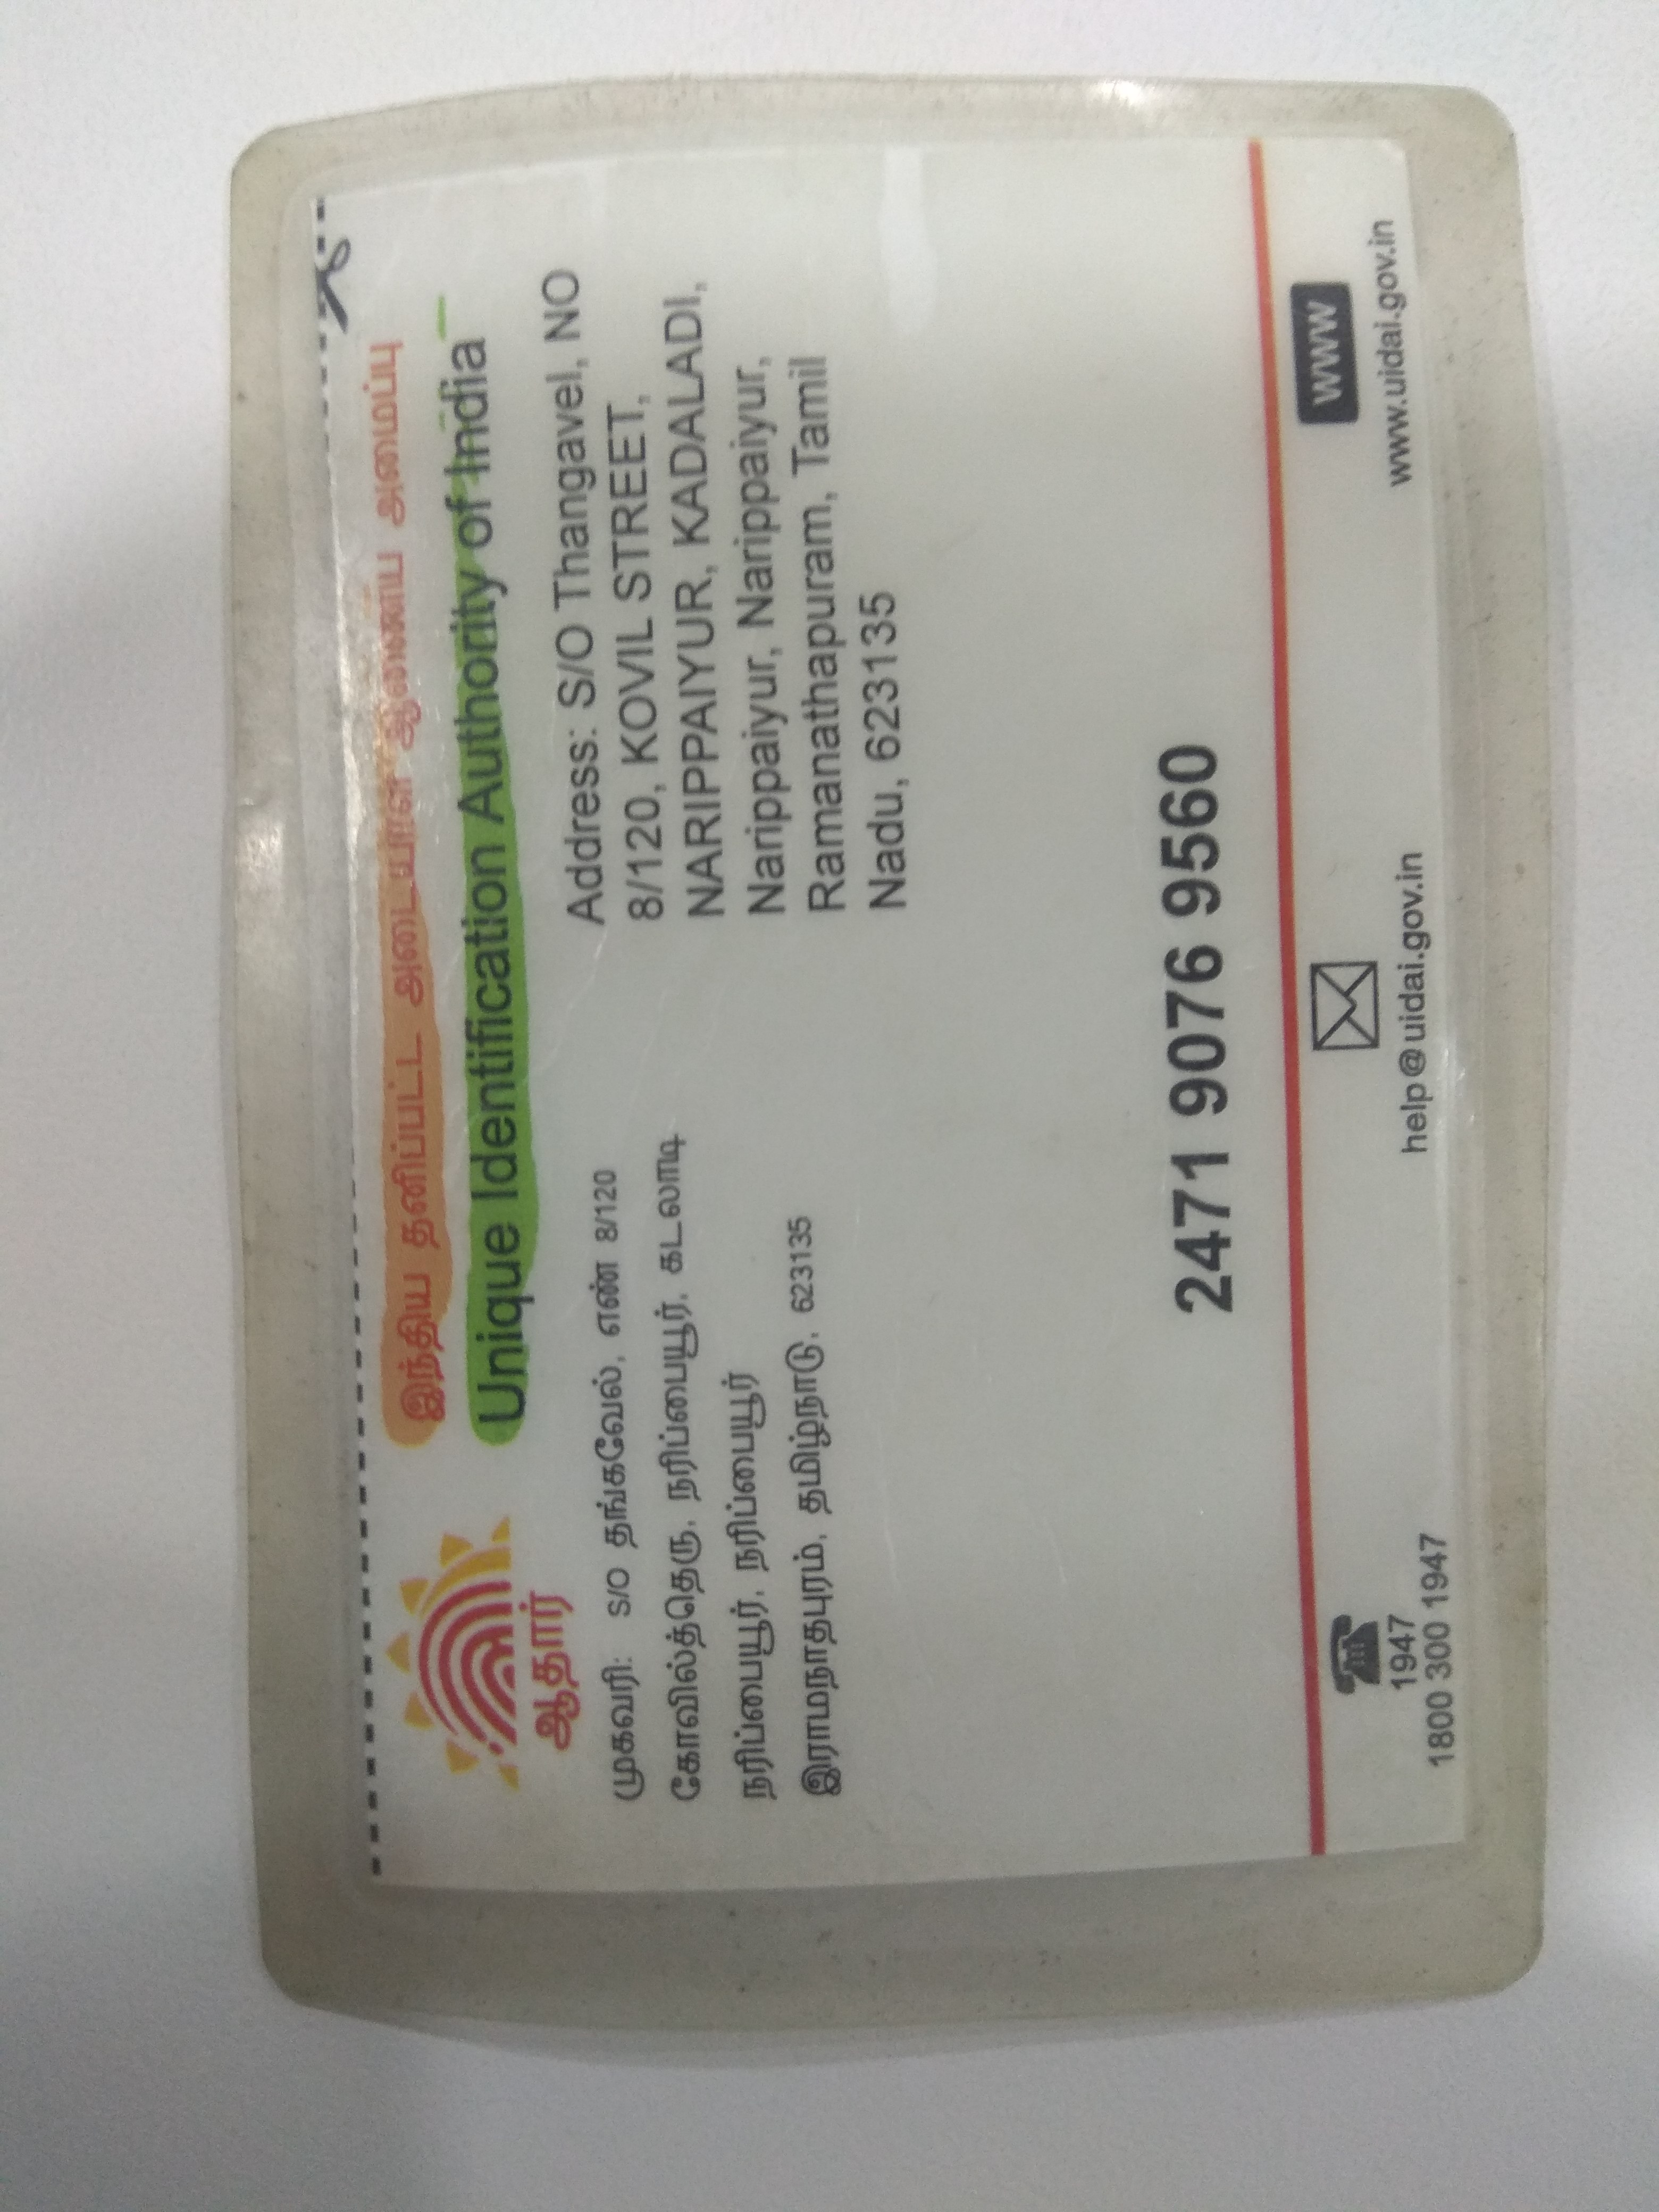 இந்திய தனிப்பட்ட அடையாள ஆணைய அமைப்பு
Unique Identification Authority of India
ஆதார்
முகவரி: S/O தங்கவேல், எண் 8/120
கோவில்த்தெரு, நரிப்பையூர், கடலாடி
நரிப்பையூர், நரிப்பையூர்
இராமநாதபுரம், தமிழ்நாடு, 623135
Address: S/O Thangavel, NO
8/120, KOVIL STREET,
NARIPPAIYUR, KADALADI,
Narippaiyur, Narippaiyur,
Ramanathapuram, Tamil
Nadu, 623135
2471 9076 9560
1947
1800 300 1947
help@uidai.gov.in
WWW
www.uidai.gov.in